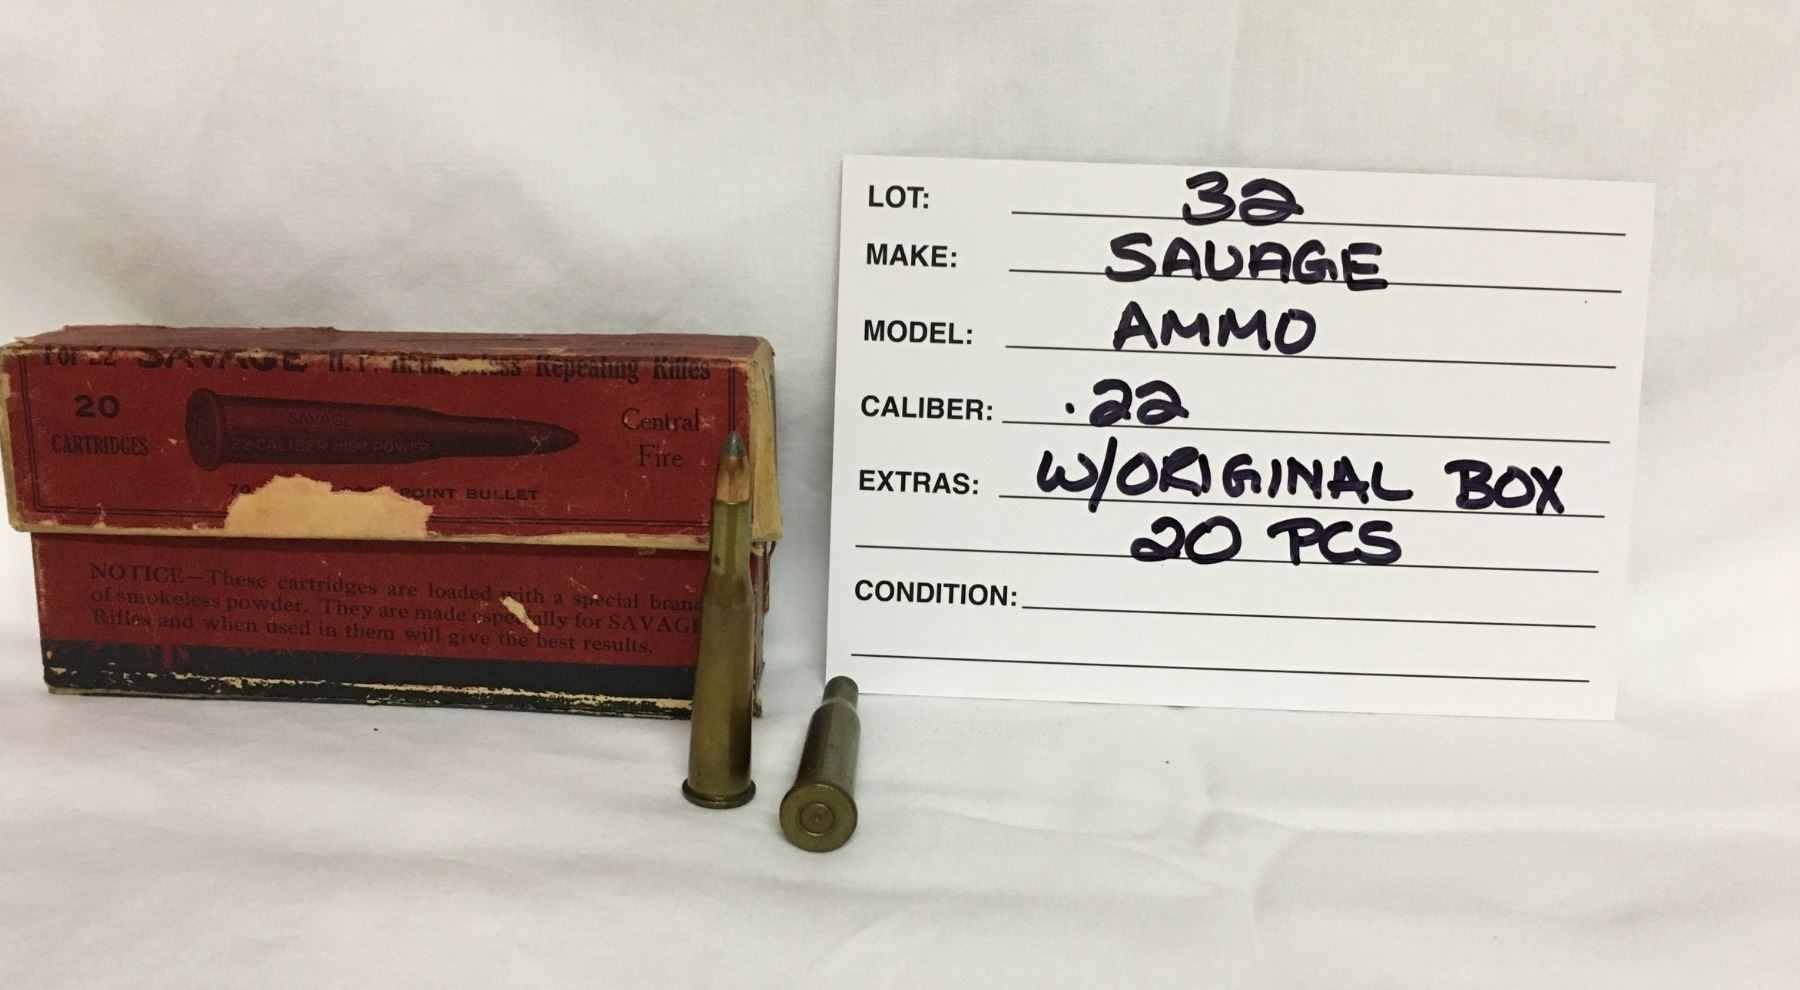 For 22 SAVAGE H. P. Repeating Rifles
20
CARTRIDGES
SAVAGE
22 CALIBER HIGH POWER
Central
Fire
POINT BULLET
NOTICE—These cartridges are loaded with a special brand
of smokeless powder. They are made especially for SAVAGE
Rifles and when used in them will give the best results.
LOT: 32
MAKE: SAVAGE
MODEL: AMMO
CALIBER: .22
EXTRAS: W/ORIGINAL BOX
20 PCS
CONDITION: